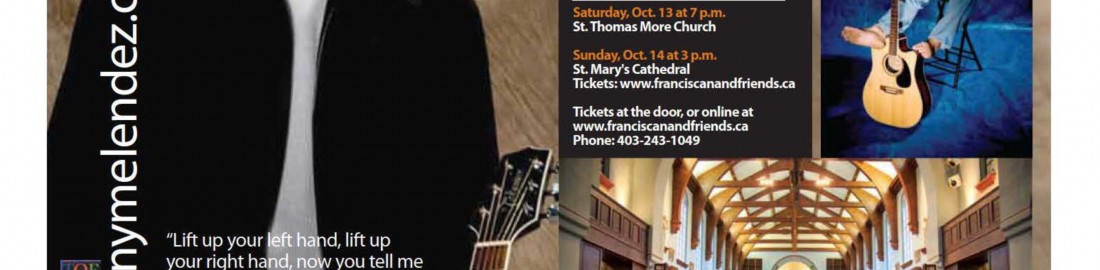 nymelendez.c
"Lift up your left hand, lift up
your right hand, now you tell me
Saturday, Oct. 13 at 7 p.m.
St. Thomas More Church
Sunday, Oct. 14 at 3 p.m.
St. Mary's Cathedral
Tickets: www.franciscanandfriends.ca
Tickets at the door, or online at
www.franciscanandfriends.ca
Phone: 403-243-1049